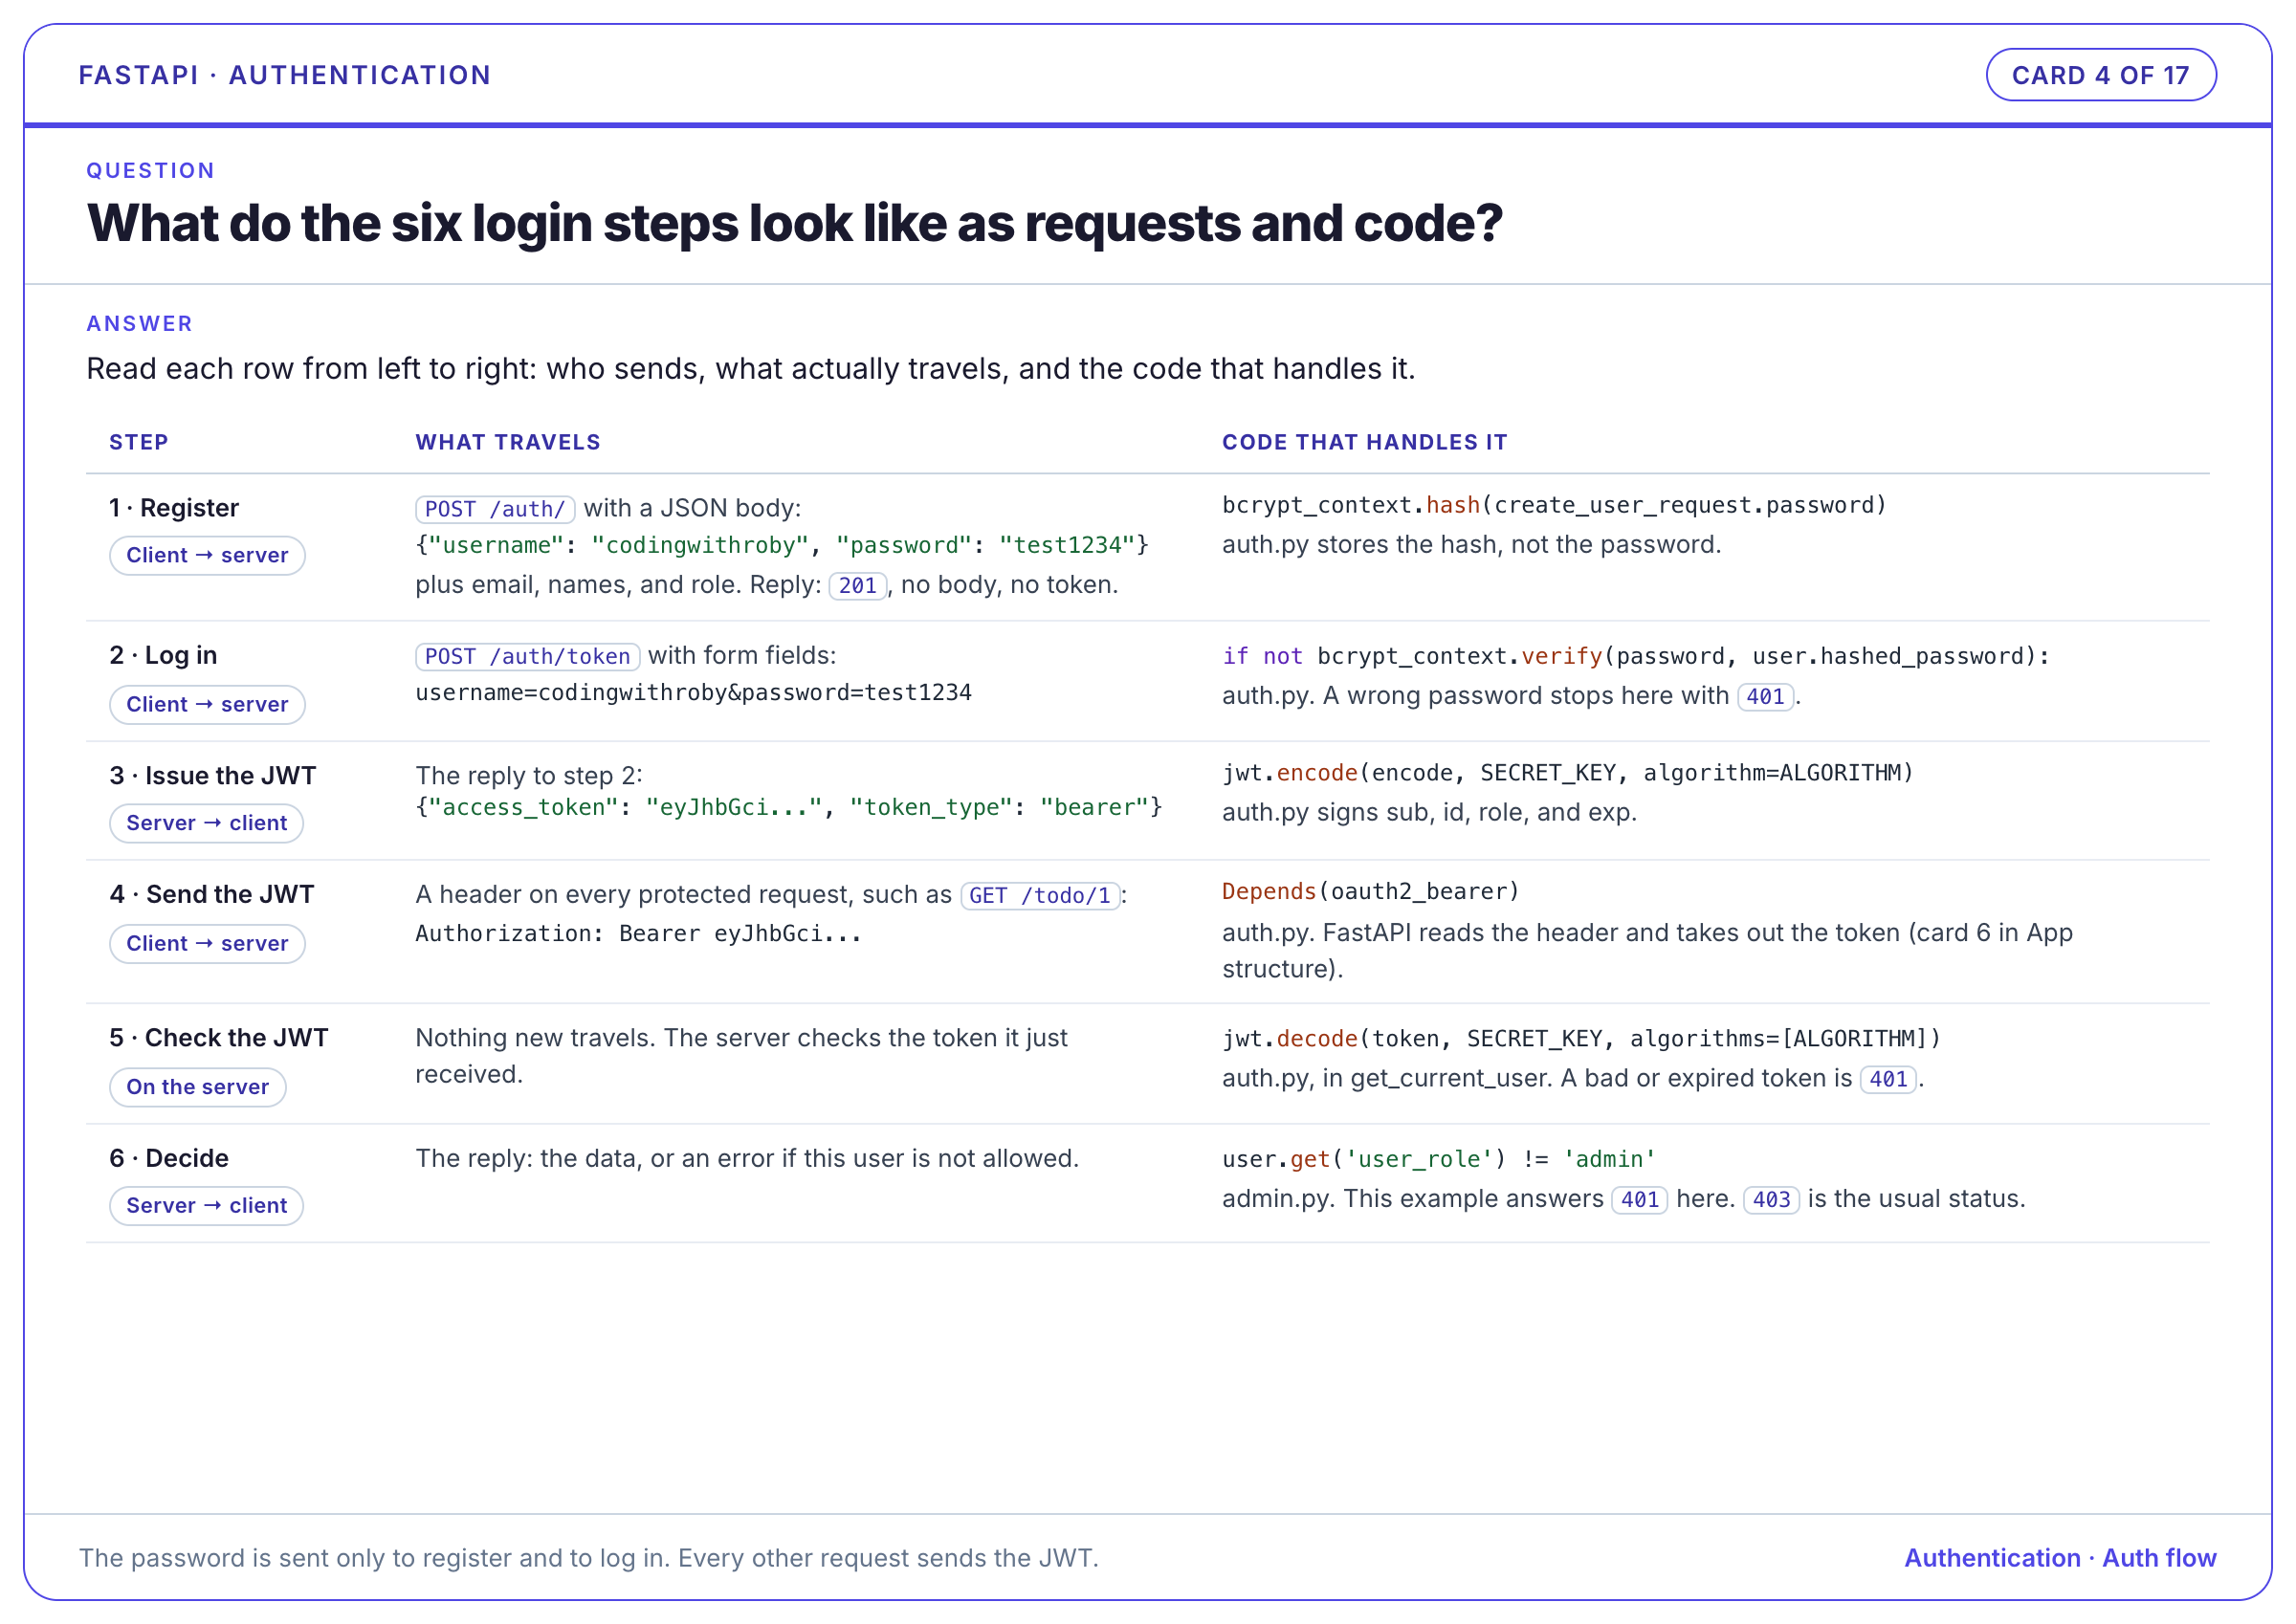 FASTAPI · AUTHENTICATION
CARD 4 OF 17
QUESTION
What do the six login steps look like as requests and code?
ANSWER
Read each row from left to right: who sends, what actually travels, and the code that handles it.
STEP
WHAT TRAVELS
CODE THAT HANDLES IT
1 · Register
Client → server
POST /auth/ with a JSON body:
{"username": "codingwithroby", "password": "test1234"}
plus email, names, and role. Reply: 201, no body, no token.
bcrypt_context.hash(create_user_request.password)
auth.py stores the hash, not the password.
2 · Log in
Client → server
POST /auth/token with form fields:
username=codingwithroby&password=test1234
if not bcrypt_context.verify(password, user.hashed_password):
auth.py. A wrong password stops here with 401.
3 · Issue the JWT
Server → client
The reply to step 2:
{"access_token": "eyJhbGci...", "token_type": "bearer"}
jwt.encode(encode, SECRET_KEY, algorithm=ALGORITHM)
auth.py signs sub, id, role, and exp.
4 · Send the JWT
Client → server
A header on every protected request, such as GET /todo/1:
Authorization: Bearer eyJhbGci...
Depends(oauth2_bearer)
auth.py. FastAPI reads the header and takes out the token (card 6 in App
structure).
5 · Check the JWT
On the server
Nothing new travels. The server checks the token it just
received.
jwt.decode(token, SECRET_KEY, algorithms=[ALGORITHM])
auth.py, in get_current_user. A bad or expired token is 401.
6 · Decide
Server → client
The reply: the data, or an error if this user is not allowed.
user.get('user_role') != 'admin'
admin.py. This example answers 401 here. 403 is the usual status.
The password is sent only to register and to log in. Every other request sends the JWT.
Authentication · Auth flow